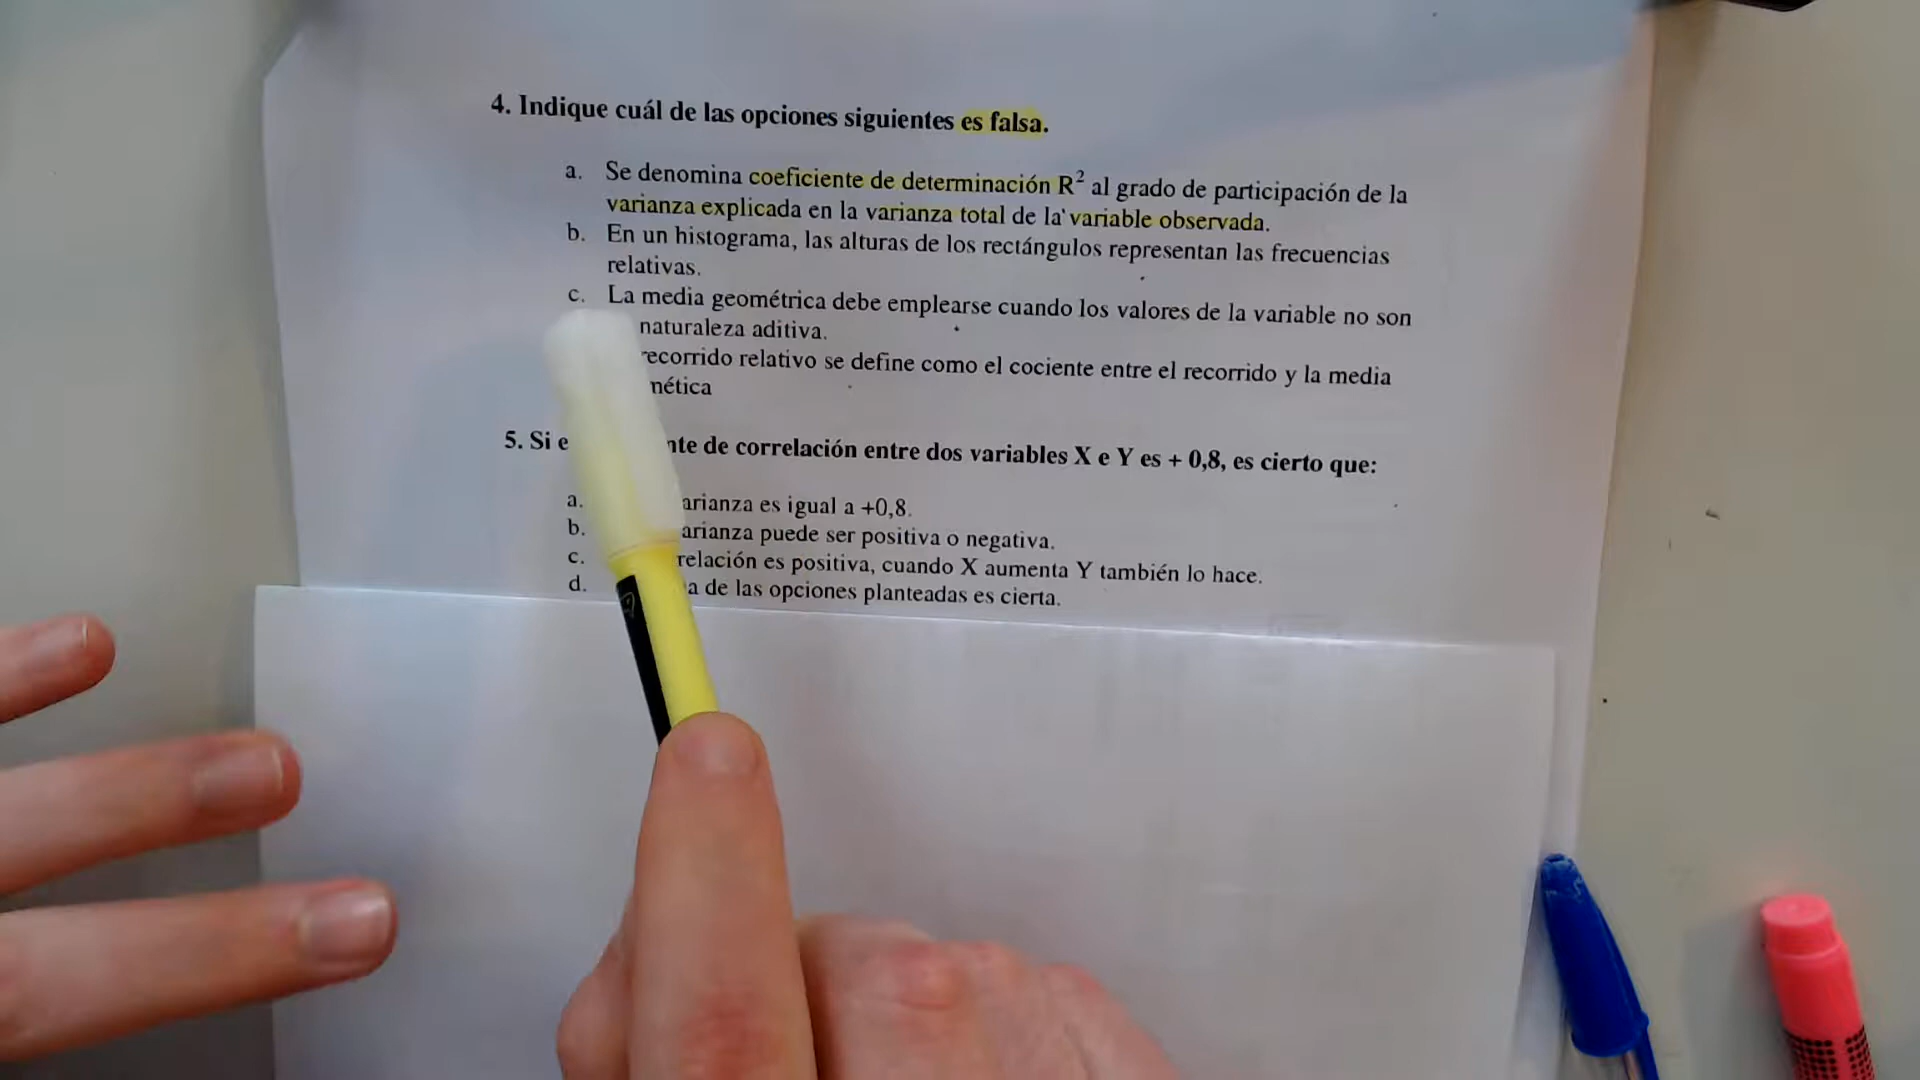 4. Indique cuál de las opciones siguientes es falsa.
a. Se denomina coeficiente de determinación R² al grado de participación de la
varianza explicada en la varianza total de la variable observada.
b. En un histograma, las alturas de los rectángulos representan las frecuencias
relativas.
c. La media geométrica debe emplearse cuando los valores de la variable no son
naturaleza aditiva.
recorrido relativo se define como el cociente entre el recorrido y la media
mética
5. Si e nte de correlación entre dos variables X e Y es + 0,8, es cierto que:
a. arianza es igual a +0,8.
b. arianza puede ser positiva o negativa.
c. relación es positiva, cuando X aumenta Y también lo hace.
d. a de las opciones planteadas es cierta.